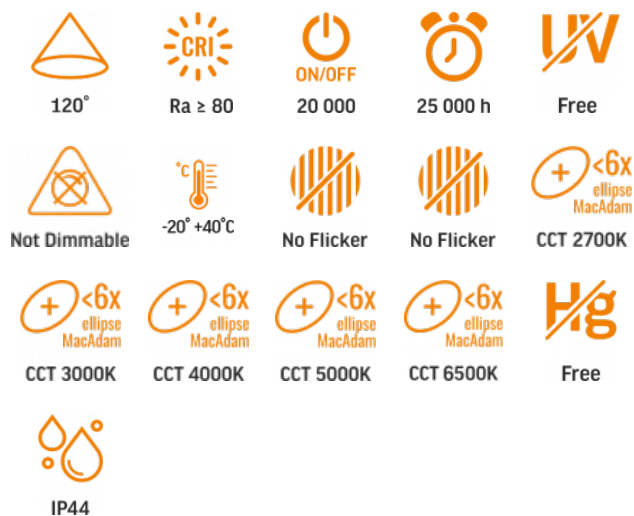 CRI
ON/OFF
UV
120° Ra ≥ 80 20 000 25 000 h Free
°C
<6x
ellipse
MacAdam
Not Dimmable -20° +40°C No Flicker No Flicker CCT 2700K
<6x <6x <6x <6x Hg
ellipse ellipse ellipse ellipse
MacAdam MacAdam MacAdam MacAdam
CCT 3000K CCT 4000K CCT 5000K CCT 6500K Free
IP44